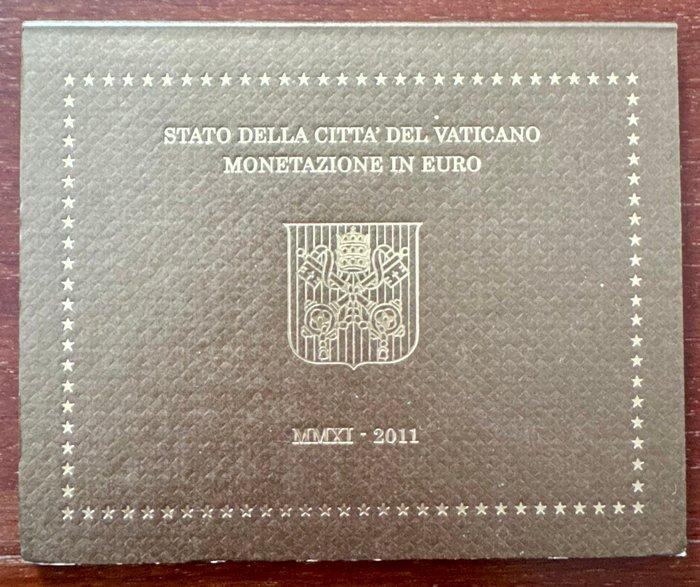 STATO DELLA CITTA' DEL VATICANO
MONETAZIONE IN EURO
MMXI - 2011